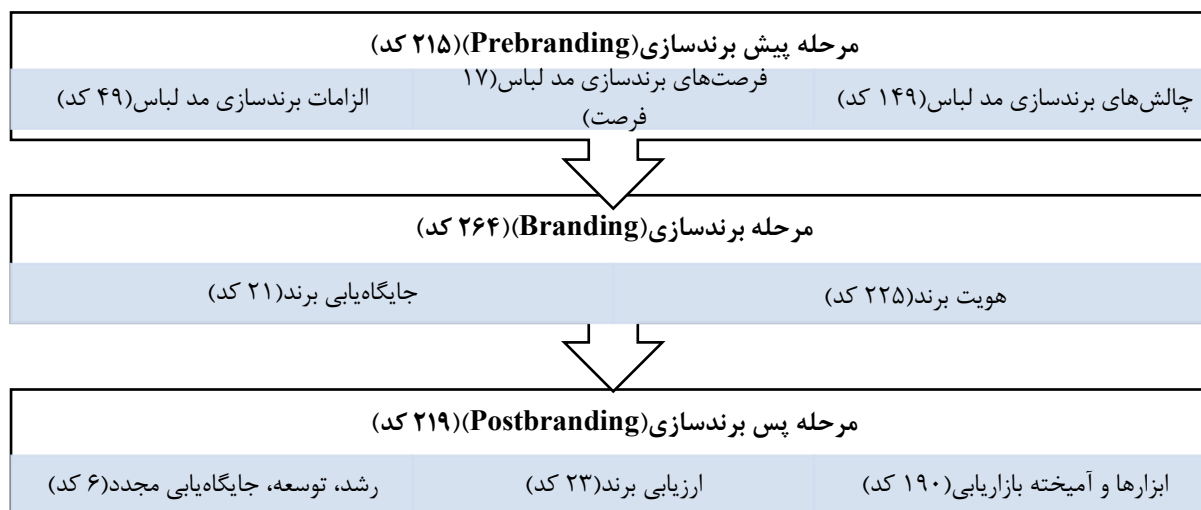 مرحله پیش برندسازی(Prebranding)(۲۱۵ کد)
چالش‌های برندسازی مد لباس(۱۴۹ کد)
فرصت‌های برندسازی مد لباس(۱۷
فرصت)
الزامات برندسازی مد لباس(۴۹ کد)
مرحله برندسازی(Branding)(۲۶۴ کد)
هویت برند(۲۲۵ کد)
جایگاه‌یابی برند(۲۱ کد)
مرحله پس برندسازی(Postbranding)(۲۱۹ کد)
ابزارها و آمیخته بازاریابی(۱۹۰ کد)
ارزیابی برند(۲۳ کد)
رشد، توسعه، جایگاه‌یابی مجدد(۶ کد)